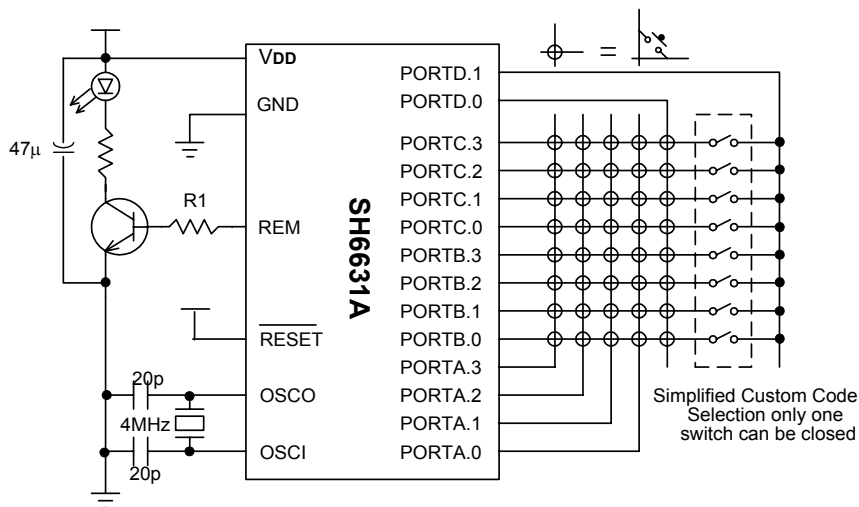 VDD
GND
47μ
R1
REM
RESET
20p
OSCO
4MHz
OSCI
20p
SH6631A
PORTD.1
PORTD.0
PORTC.3
PORTC.2
PORTC.1
PORTC.0
PORTB.3
PORTB.2
PORTB.1
PORTB.0
PORTA.3
PORTA.2
PORTA.1
PORTA.0
=
Simplified Custom Code
Selection only one
switch can be closed